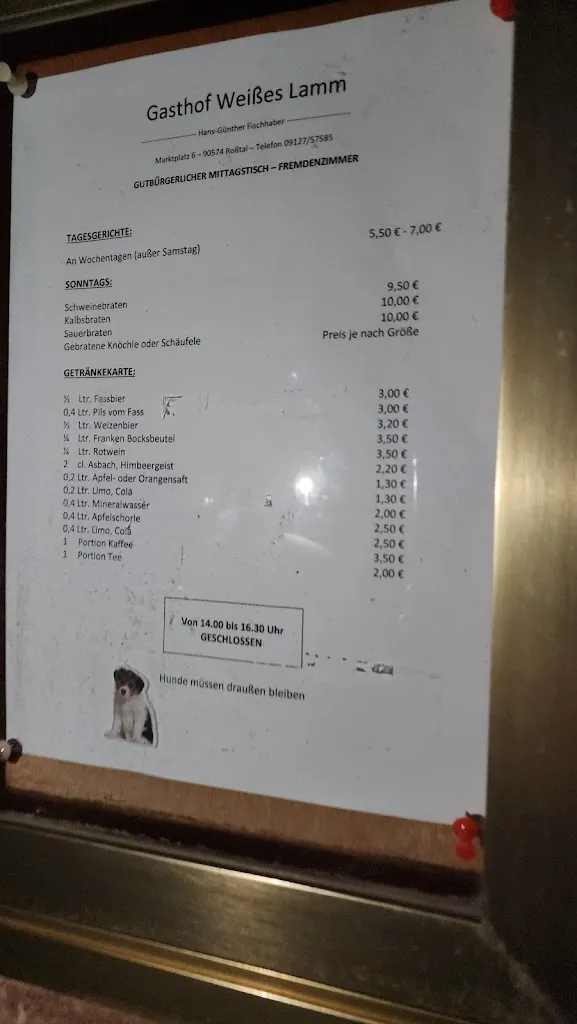 Gasthof Weißes Lamm
Hans-Günther Fischhaber
Marktplatz 6 – 90574 Roßtal – Telefon 09127/57585
GUTBÜRGERLICHER MITTAGSTISCH – FREMDENZIMMER
TAGESGERICHTE:
An Wochentagen (außer Samstag) 5,50 € - 7,00 €
SONNTAGS:
Schweinebraten 9,50 €
Kalbsbraten 10,00 €
Sauerbraten 10,00 €
Gebratene Knöchle oder Schäufele Preis je nach Größe
GETRÄNKEKARTE:
½ Ltr. Fassbier 3,00 €
0,4 Ltr. Pils vom Fass 3,00 €
½ Ltr. Weizenbier 3,20 €
¼ Ltr. Franken Bocksbeutel 3,50 €
¼ Ltr. Rotwein 3,50 €
2 cl. Asbach, Himbeergeist 2,20 €
0,2 Ltr. Apfel- oder Orangensaft 1,30 €
0,2 Ltr. Limo, Cola 1,30 €
0,4 Ltr. Mineralwasser 2,00 €
0,4 Ltr. Apfelschorle 2,50 €
0,4 Ltr. Limo, Cola 2,50 €
1 Portion Kaffee 3,50 €
1 Portion Tee 2,00 €
Von 14.00 bis 16.30 Uhr
GESCHLOSSEN
Hunde müssen draußen bleiben